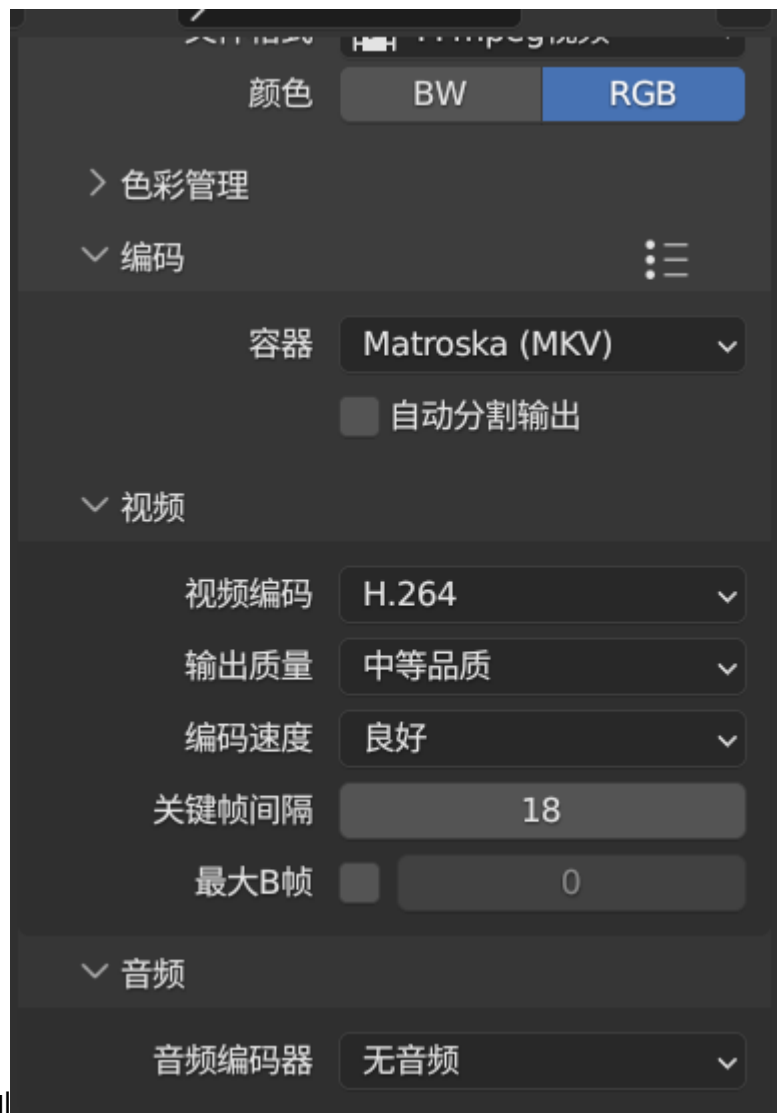 颜色 BW RGB
色彩管理
编码
容器 Matroska (MKV)
自动分割输出
视频
视频编码 H.264
输出质量 中等品质
编码速度 良好
关键帧间隔 18
最大B帧 0
音频
音频编码器 无音频